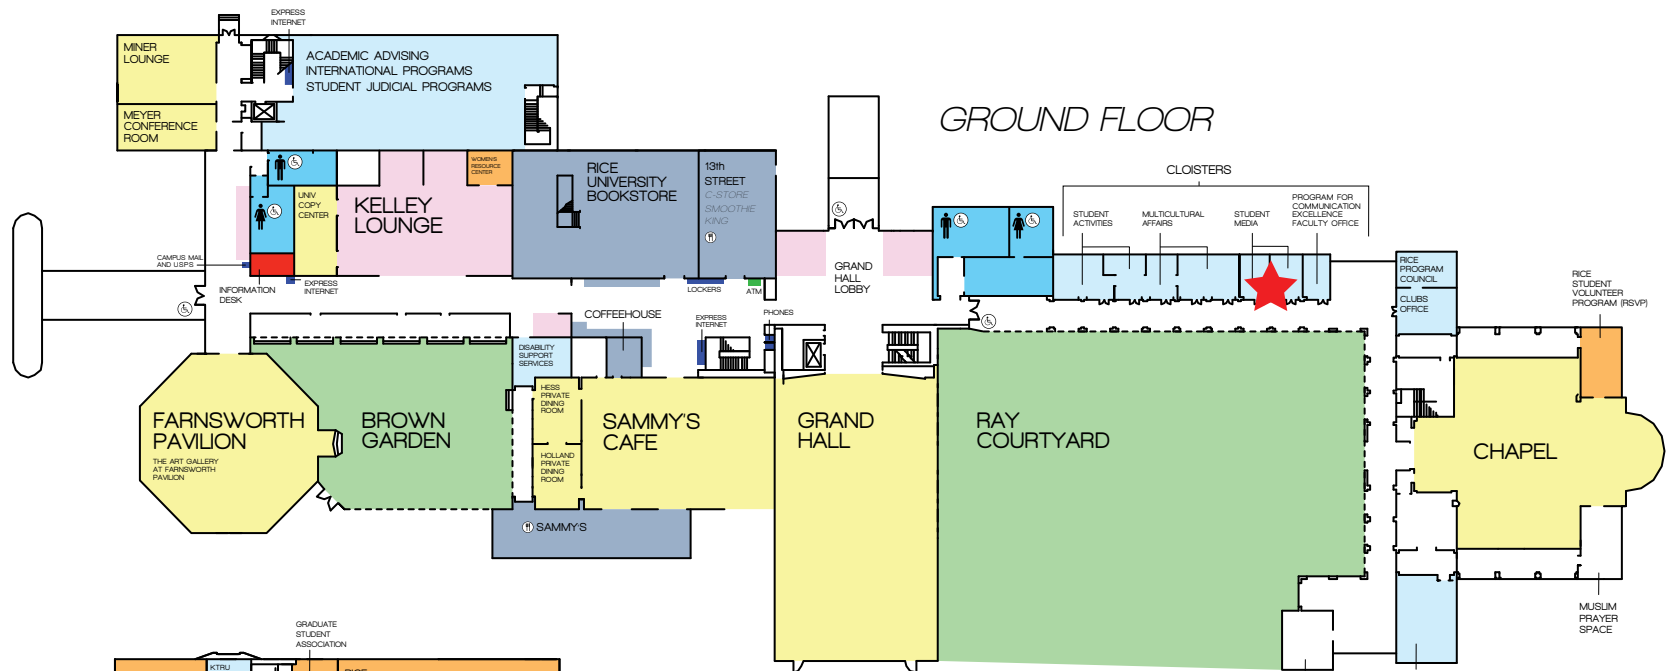 EXPRESS
INTERNET
MINER
LOUNGE
ACADEMIC ADVISING
INTERNATIONAL PROGRAMS
STUDENT JUDICIAL PROGRAMS
MEYER
CONFERENCE
ROOM
GROUND FLOOR
CLOISTERS
WOMEN'S
RESOURCE
CENTER
RICE
UNIVERSITY
BOOKSTORE
13th
STREET
C-STORE
SMOOTHIE
KING
UNIV
COPY
CENTER
KELLEY
LOUNGE
STUDENT
ACTIVITIES
MULTICULTURAL
AFFAIRS
STUDENT
MEDIA
PROGRAM FOR
COMMUNICATION
EXCELLENCE
FACULTY OFFICE
CAMPUS MAIL
AND USPS
INFORMATION
DESK
EXPRESS
INTERNET
LOCKERS
ATM
GRAND
HALL
LOBBY
RICE
PROGRAM
COUNCIL
CLUBS
OFFICE
RICE
STUDENT
VOLUNTEER
PROGRAM (RSVP)
COFFEEHOUSE
EXPRESS
INTERNET
PHONES
DISABILITY
SUPPORT
SERVICES
HESS
PRIVATE
DINING
ROOM
FARNSWORTH
PAVILION
THE ART GALLERY
AT FARNSWORTH
PAVILION
BROWN
GARDEN
SAMMY'S
CAFE
GRAND
HALL
RAY
COURTYARD
CHAPEL
HOLLAND
PRIVATE
DINING
ROOM
SAMMY'S
MUSLIM
PRAYER
SPACE
GRADUATE
STUDENT
ASSOCIATION
KTRU
RICE